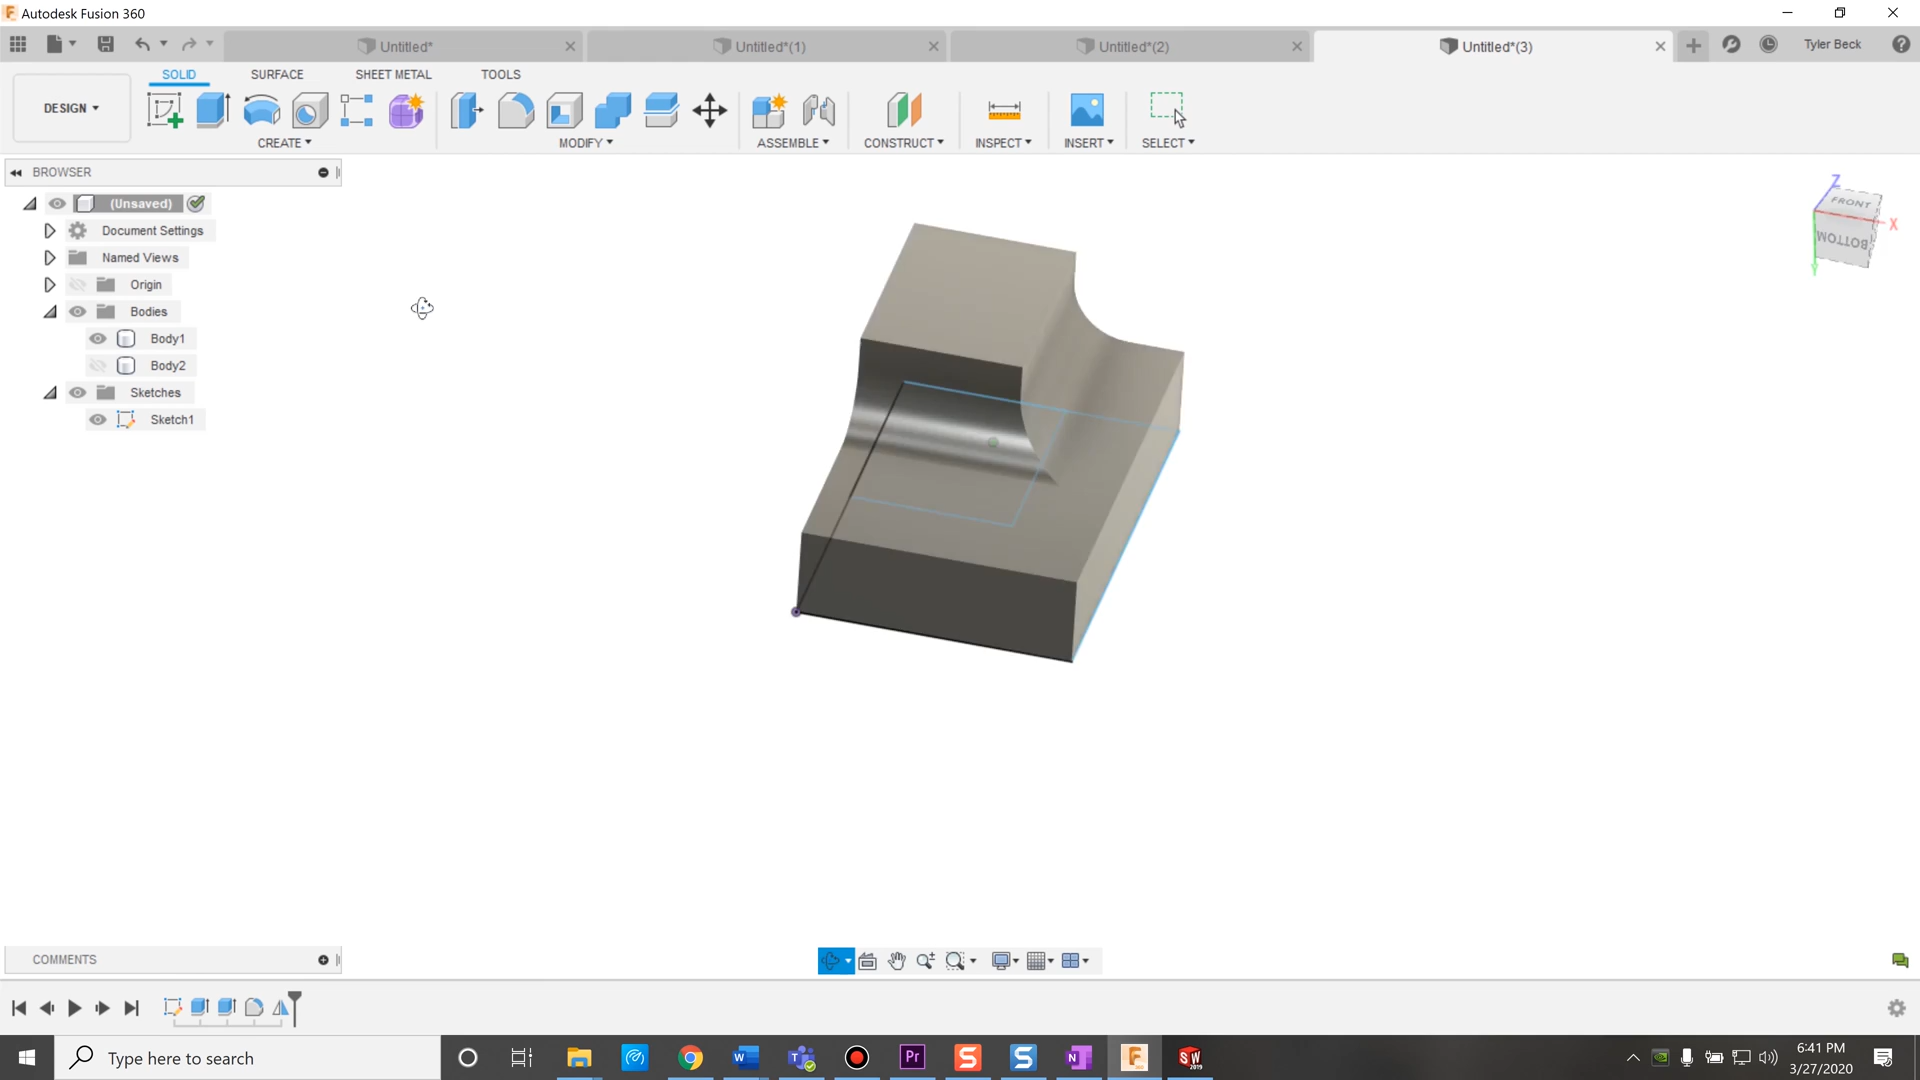 Autodesk Fusion 360
Untitled* Untitled*(1) Untitled*(2) Untitled*(3) Tyler Beck
SOLID SURFACE SHEET METAL TOOLS
DESIGN
CREATE MODIFY ASSEMBLE CONSTRUCT INSPECT INSERT SELECT
BROWSER
(Unsaved)
Document Settings
Named Views
Origin
Bodies
Body1
Body2
Sketches
Sketch1
Z
FRONT
X
BOTTOM
COMMENTS
Type here to search
6:41 PM
3/27/2020